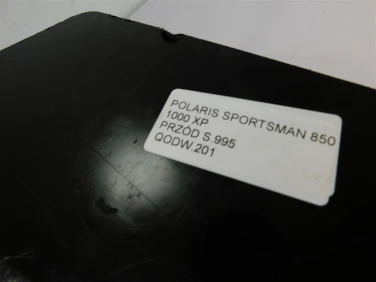 POLARIS SPORTSMAN 850
1000 XP
PRZÓD S.995
QODW.201